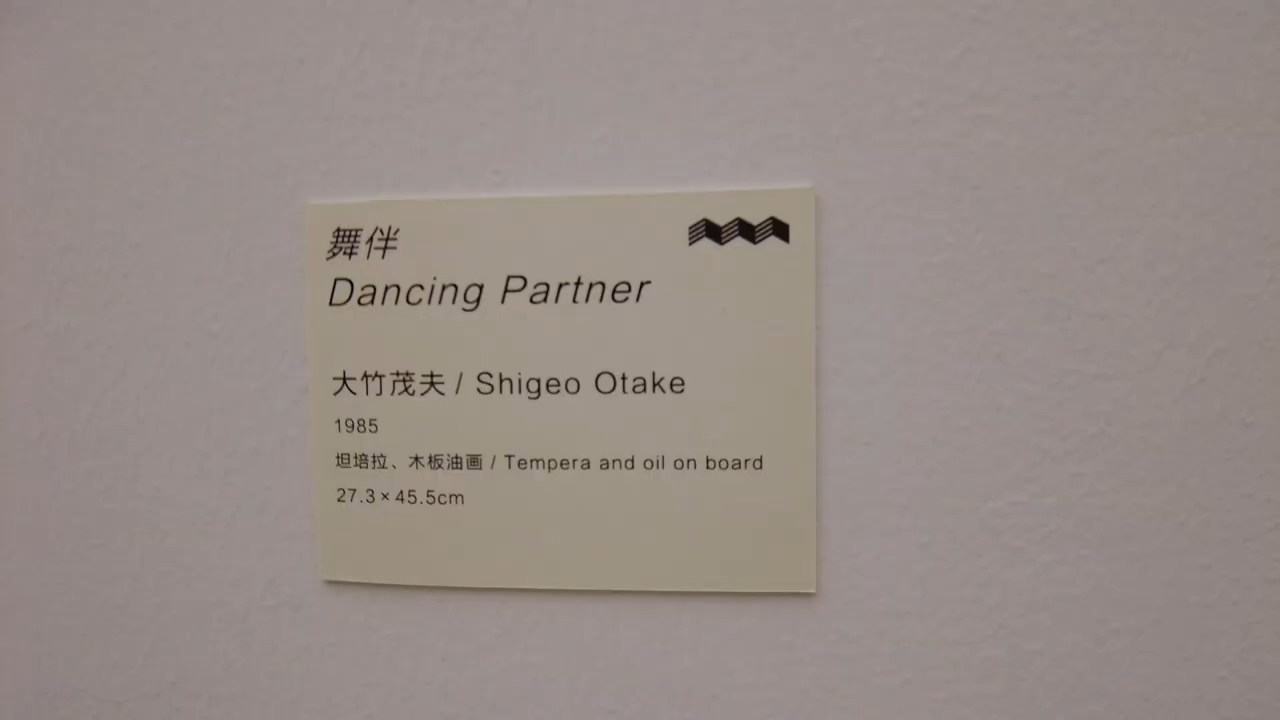 舞伴
Dancing Partner
大竹茂夫 / Shigeo Otake
1985
坦培拉、木板油画 / Tempera and oil on board
27.3×45.5cm